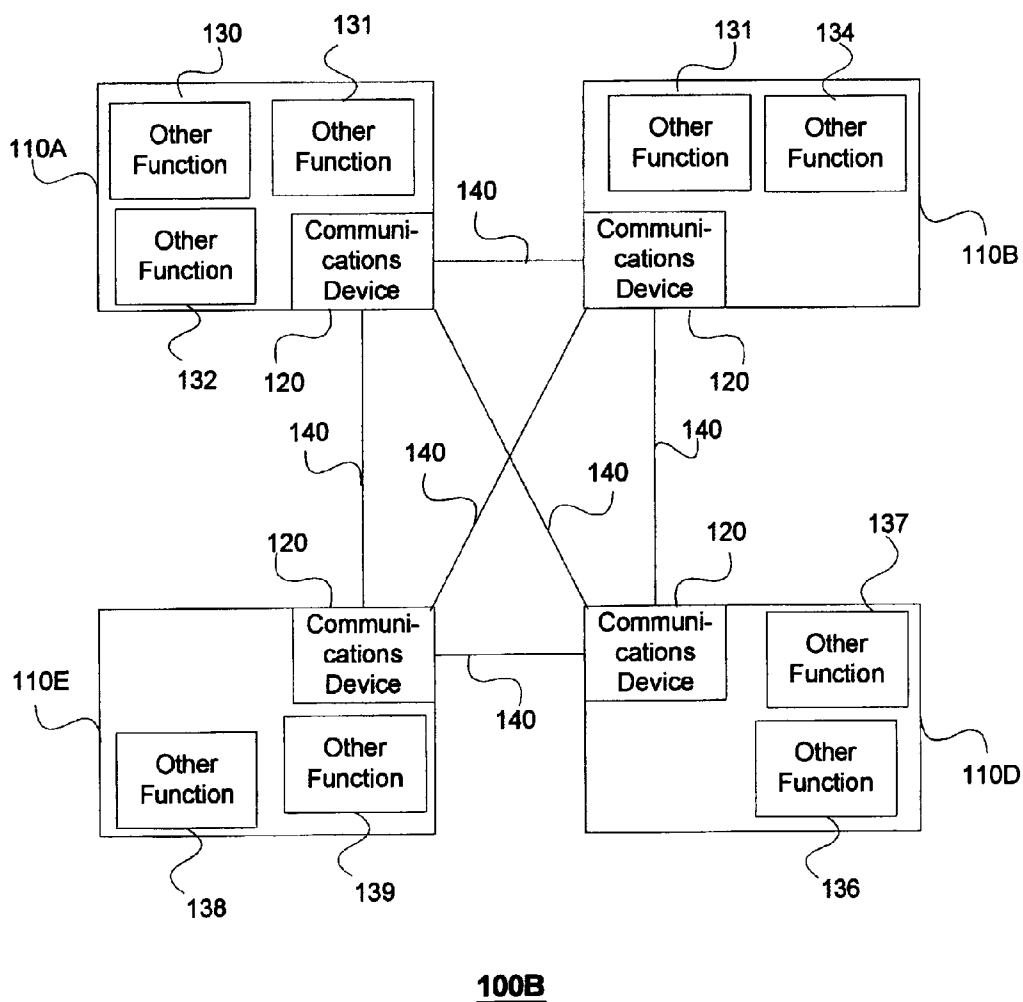 130
131
131
134
Other
Function
Other
Function
Other
Function
Other
Function
110A
140
Other
Function
Communi-
cations
Device
Communi-
cations
Device
110B
132
120
120
140
140
140
140
120
120
137
Communi-
cations
Device
Communi-
cations
Device
Other
Function
110E
140
Other
Function
Other
Function
Other
Function
110D
138
139
136
100B